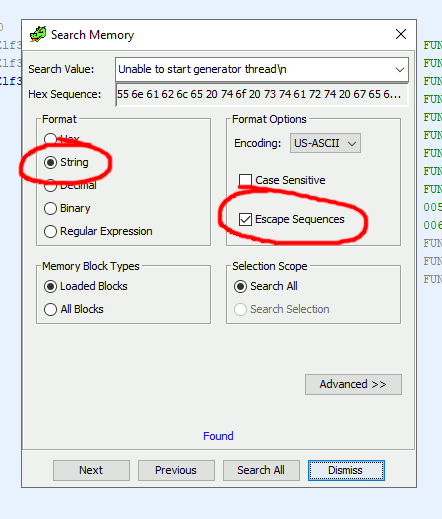 Search Memory
Search Value: Unable to start generator thread\n
Hex Sequence: 55 6e 61 62 6c 65 20 74 6f 20 73 74 61 72 74 20 67 65 6...
Format
Hex
String
Decimal
Binary
Regular Expression
Format Options
Encoding: US-ASCII
Case Sensitive
Escape Sequences
Memory Block Types
Loaded Blocks
All Blocks
Selection Scope
Search All
Search Selection
Advanced >>
Found
Next Previous Search All Dismiss
Elf3
Elf3
Elf3
FUN
FUN
FUN
FUN
FUN
FUN
FUN
FUN
FUN
005
006
FUN
FUN
FUN